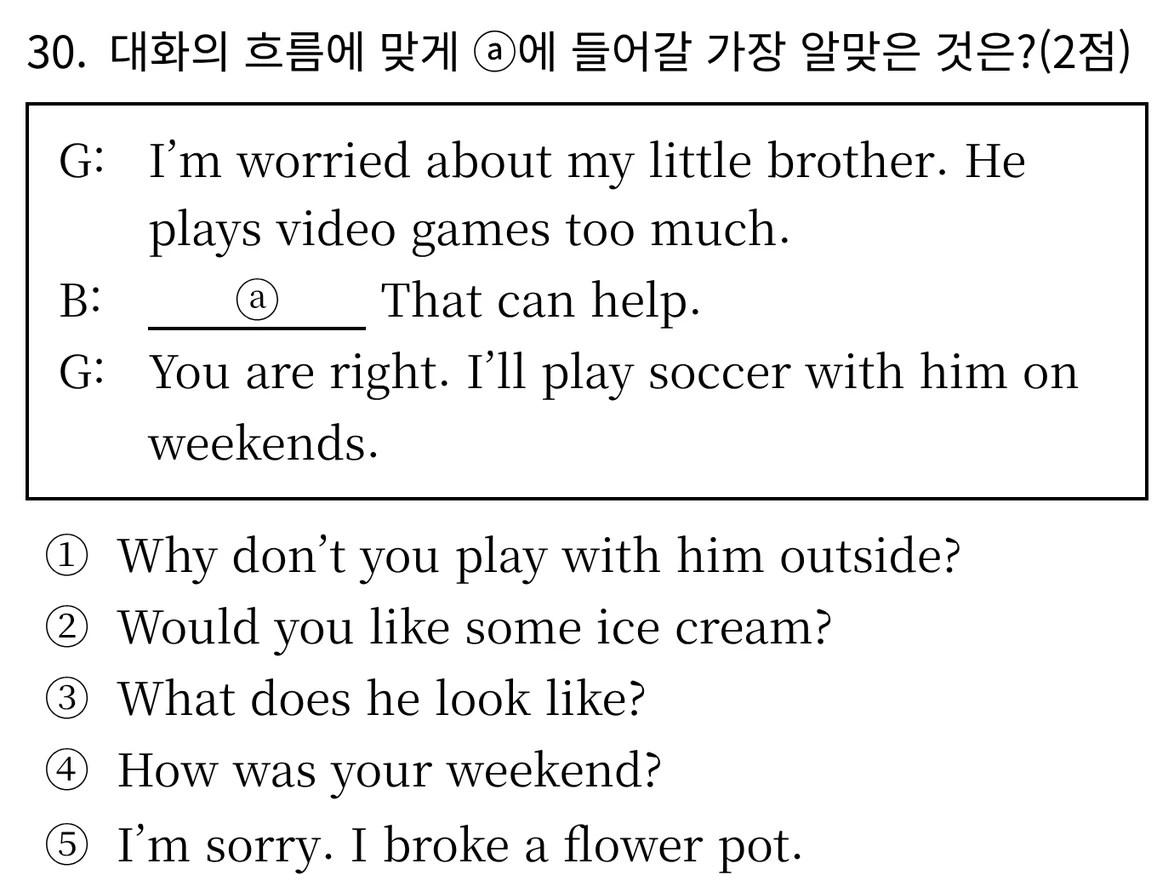 30. 대화의 흐름에 맞게 ⓐ에 들어갈 가장 알맞은 것은?(2점)
G: I’m worried about my little brother. He
plays video games too much.
B: ⓐ That can help.
G: You are right. I’ll play soccer with him on
weekends.
① Why don’t you play with him outside?
② Would you like some ice cream?
③ What does he look like?
④ How was your weekend?
⑤ I’m sorry. I broke a flower pot.